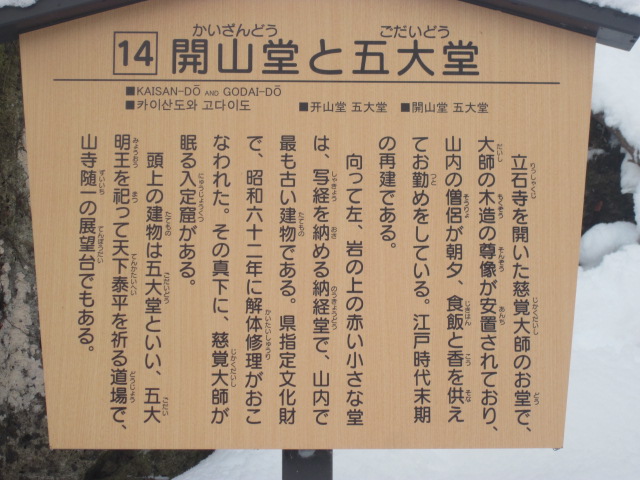 14 開山堂と五大堂
かいざんどう ごだいどう
■KAISAN-DŌ AND GODAI-DŌ
■카이산도와 고다이도 ■开山堂 五大堂 ■開山堂 五大堂
立石寺を開いた慈覚大師のお堂で、
大師の木造の尊像が安置されており、
山内の僧侶が朝夕、食飯と香を供え
てお勤めをしている。江戸時代末期
の再建である。
向って左、岩の上の赤い小さな堂
は、写経を納める納経堂で、山内で
最も古い建物である。県指定文化財
で、昭和六十二年に解体修理がおこ
なわれた。その真下に、慈覚大師が
眠る入定窟がある。
頭上の建物は五大堂といい、五大
明王を祀って天下泰平を祈る道場で、
山寺随一の展望台でもある。